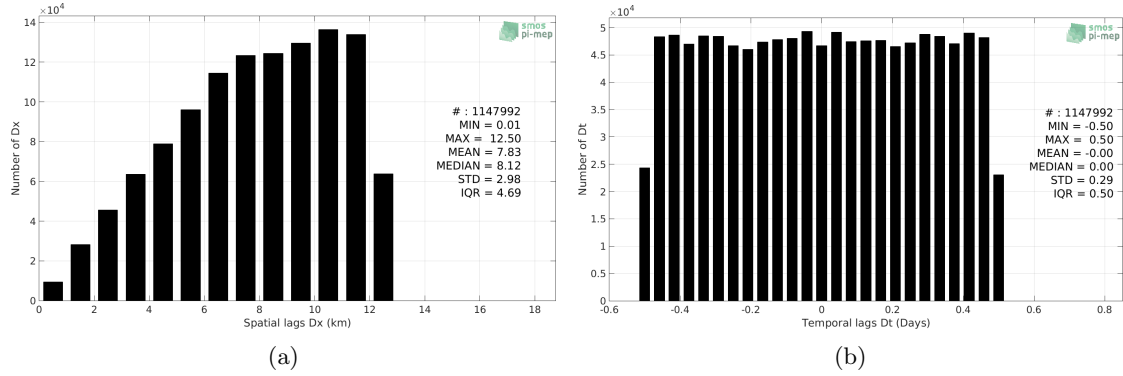 ×10⁴
14
12
10
8
6
4
2
0
Number of Dx
0 2 4 6 8 10 12 14 16 18
Spatial lags Dx (km)
smos
pi-mep
# : 1147992
MIN = 0.01
MAX = 12.50
MEAN = 7.83
MEDIAN = 8.12
STD = 2.98
IQR = 4.69
(a)
×10⁴
5
4.5
4
3.5
3
2.5
2
1.5
1
0.5
0
Number of Dt
-0.6 -0.4 -0.2 0 0.2 0.4 0.6 0.8
Temporal lags Dt (Days)
smos
pi-mep
# : 1147992
MIN = -0.50
MAX = 0.50
MEAN = -0.00
MEDIAN = 0.00
STD = 0.29
IQR = 0.50
(b)